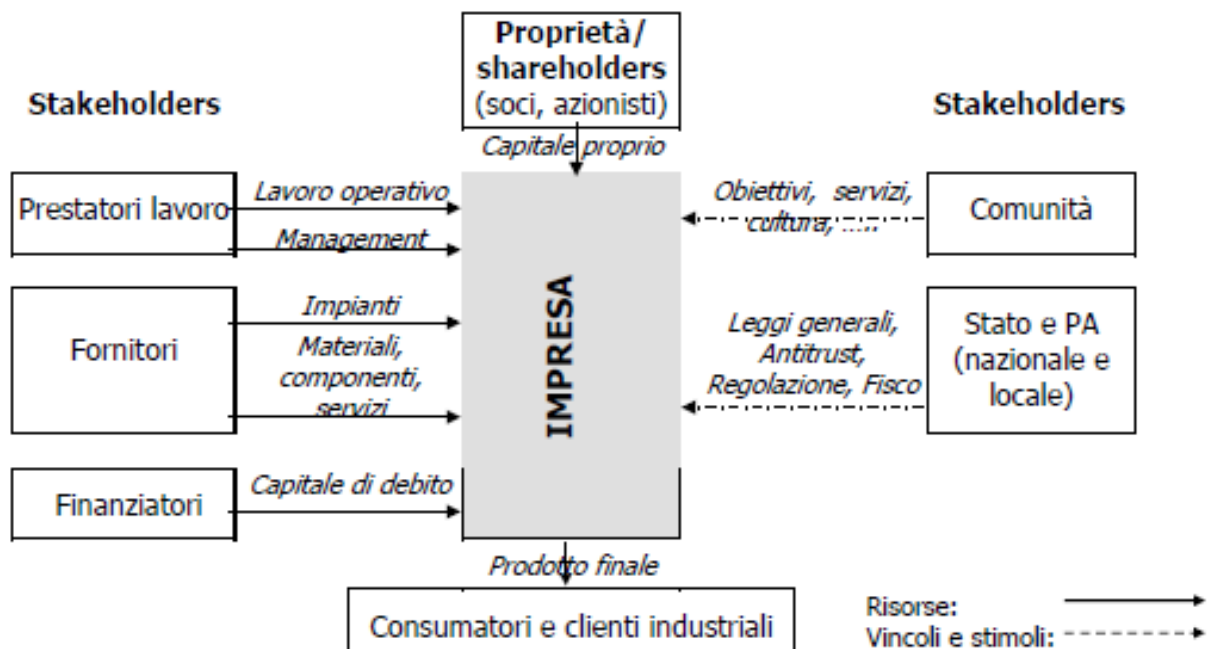 Proprietà/
shareholders
(soci, azionisti)
Stakeholders
Stakeholders
Capitale proprio
Prestatori lavoro
Lavoro operativo
Management
Obiettivi, servizi,
cultura, .....
Comunità
IMPRESA
Fornitori
Impianti
Materiali,
componenti,
servizi
Leggi generali,
Antitrust,
Regolazione, Fisco
Stato e PA
(nazionale e
locale)
Finanziatori
Capitale di debito
Prodotto finale
Consumatori e clienti industriali
Risorse:
Vincoli e stimoli: